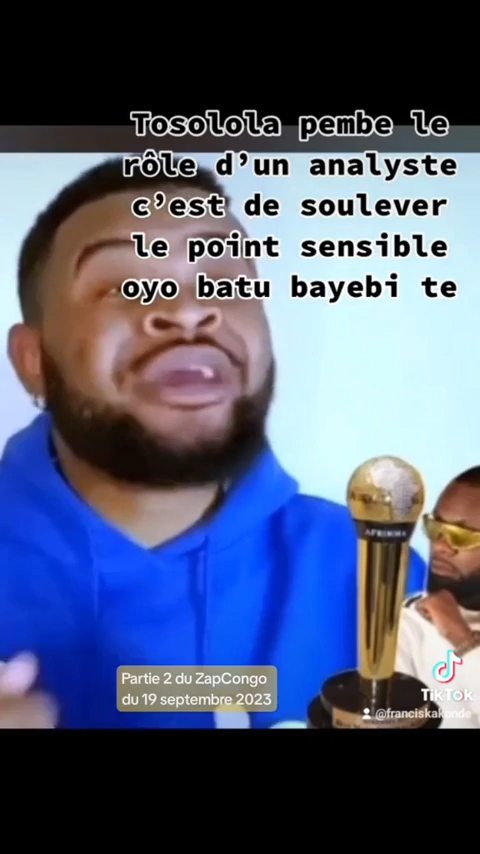 Tosolola pembe le
rôle d'un analyste
c'est de soulever
le point sensible
oyo batu bayebi te
AFRIMMA
Partie 2 du ZapCongo
du 19 septembre 2023
TikTok
@franciskakonde